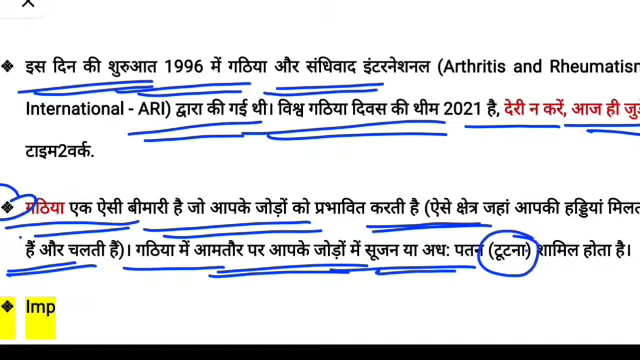 ❖ इस दिन की शुरुआत 1996 में गठिया और संधिवाद इंटरनेशनल (Arthritis and Rheumatism
International - ARI) द्वारा की गई थी। विश्व गठिया दिवस की थीम 2021 है, देरी न करें, आज ही
टाइम2वर्क.
❖ गठिया एक ऐसी बीमारी है जो आपके जोड़ों को प्रभावित करती है (ऐसे क्षेत्र जहां आपकी हड्डियां
हैं और चलती हैं)। गठिया में आमतौर पर आपके जोड़ों में सूजन या अध: पतन (टूटना) शामिल होता है।
❖ Imp